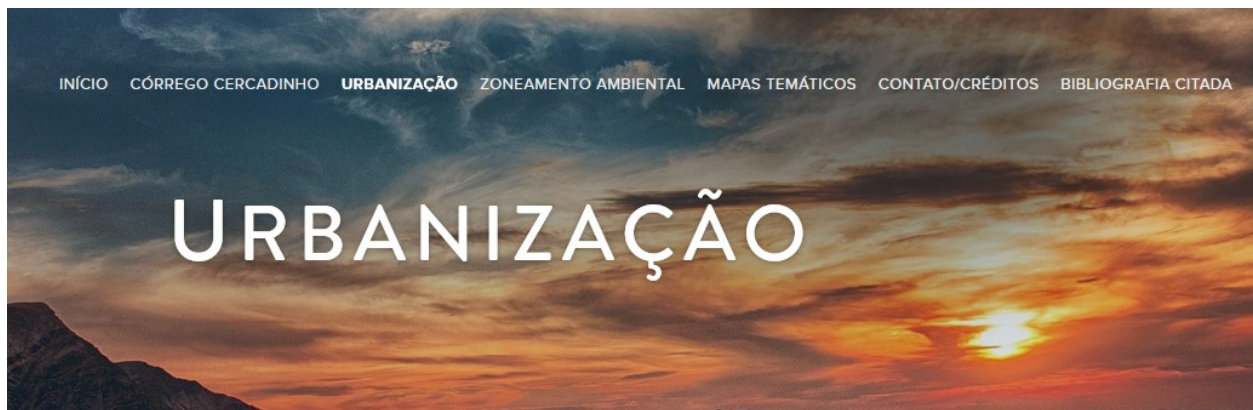 INÍCIO CÓRREGO CERCADINHO URBANIZAÇÃO ZONEAMENTO AMBIENTAL MAPAS TEMÁTICOS CONTATO/CRÉDITOS BIBLIOGRAFIA CITADA
URBANIZAÇÃO